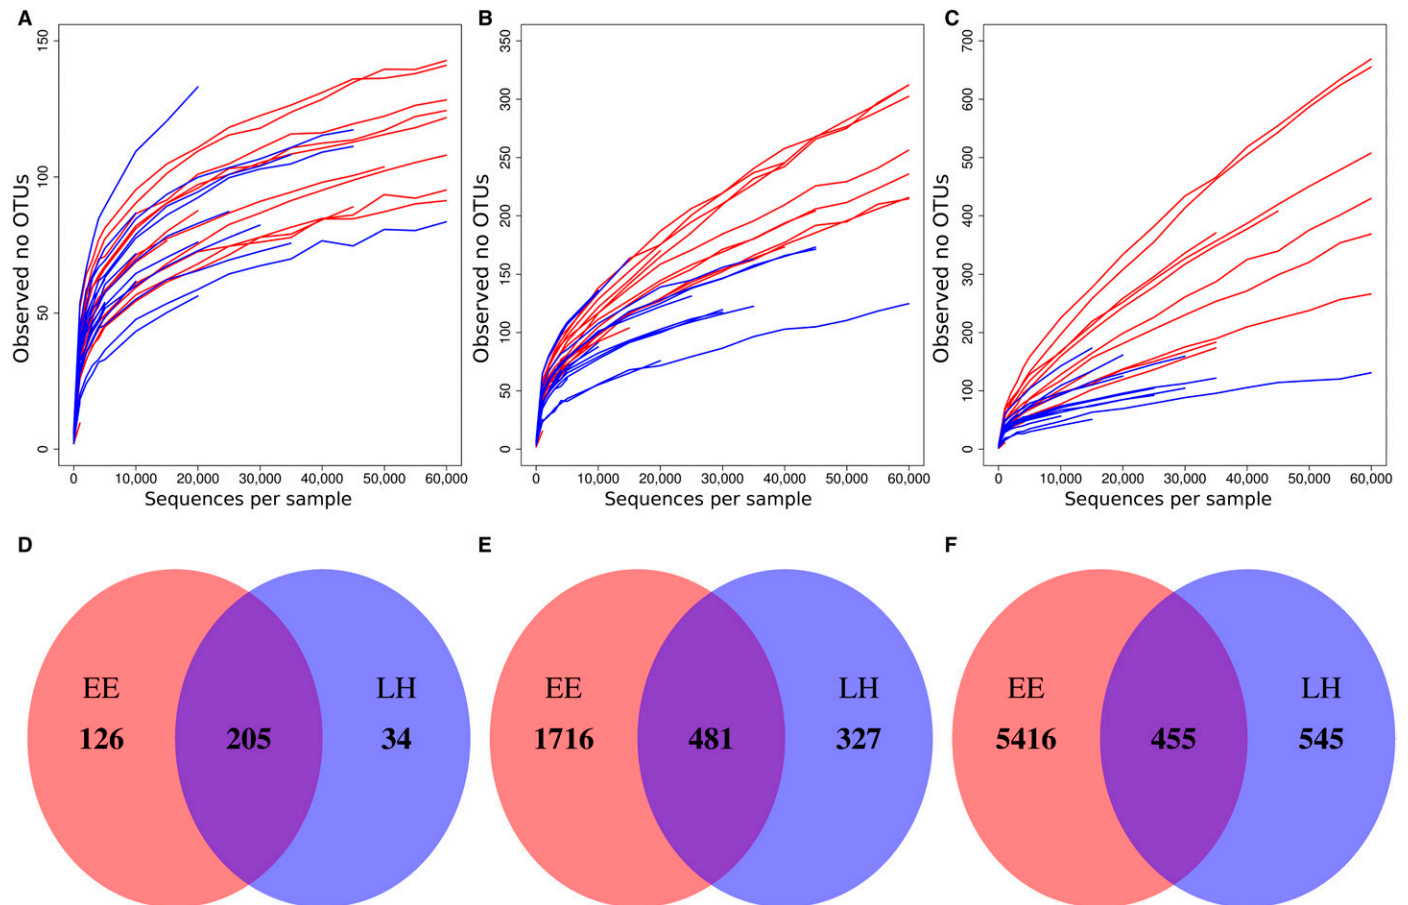 A
B
C
Observed no OTUs
150
100
50
0
0
10,000
20,000
30,000
40,000
50,000
60,000
Sequences per sample
Observed no OTUs
350
300
250
200
150
100
50
0
0
10,000
20,000
30,000
40,000
50,000
60,000
Sequences per sample
Observed no OTUs
700
600
500
400
300
200
100
0
0
10,000
20,000
30,000
40,000
50,000
60,000
Sequences per sample
D
EE
LH
126
205
34
E
EE
LH
1716
481
327
F
EE
LH
5416
455
545